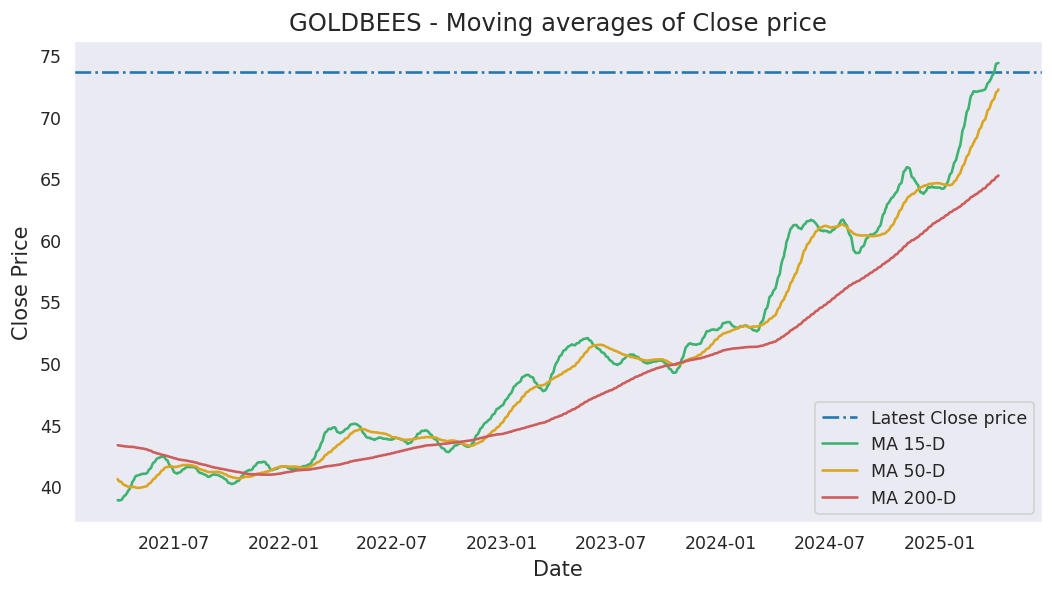 GOLDBEES - Moving averages of Close price
Close Price
75
70
65
60
55
50
45
40
Latest Close price
MA 15-D
MA 50-D
MA 200-D
2021-07
2022-01
2022-07
2023-01
2023-07
2024-01
2024-07
2025-01
Date